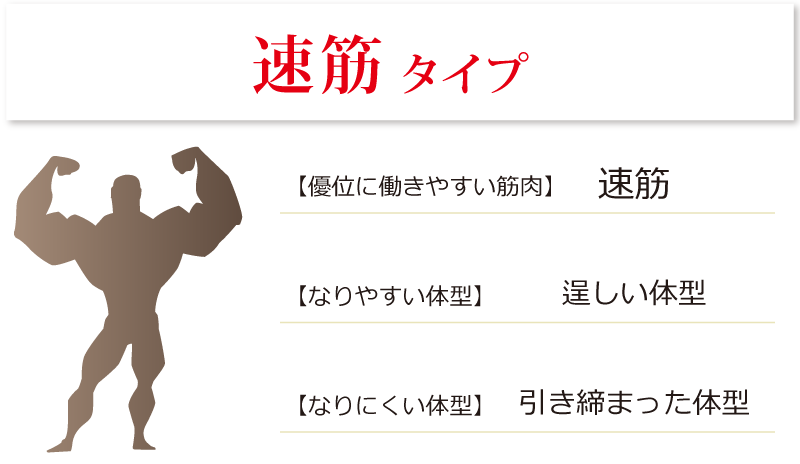 速筋 タイプ
【優位に働きやすい筋肉】 速筋
【なりやすい体型】 逞しい体型
【なりにくい体型】 引き締まった体型